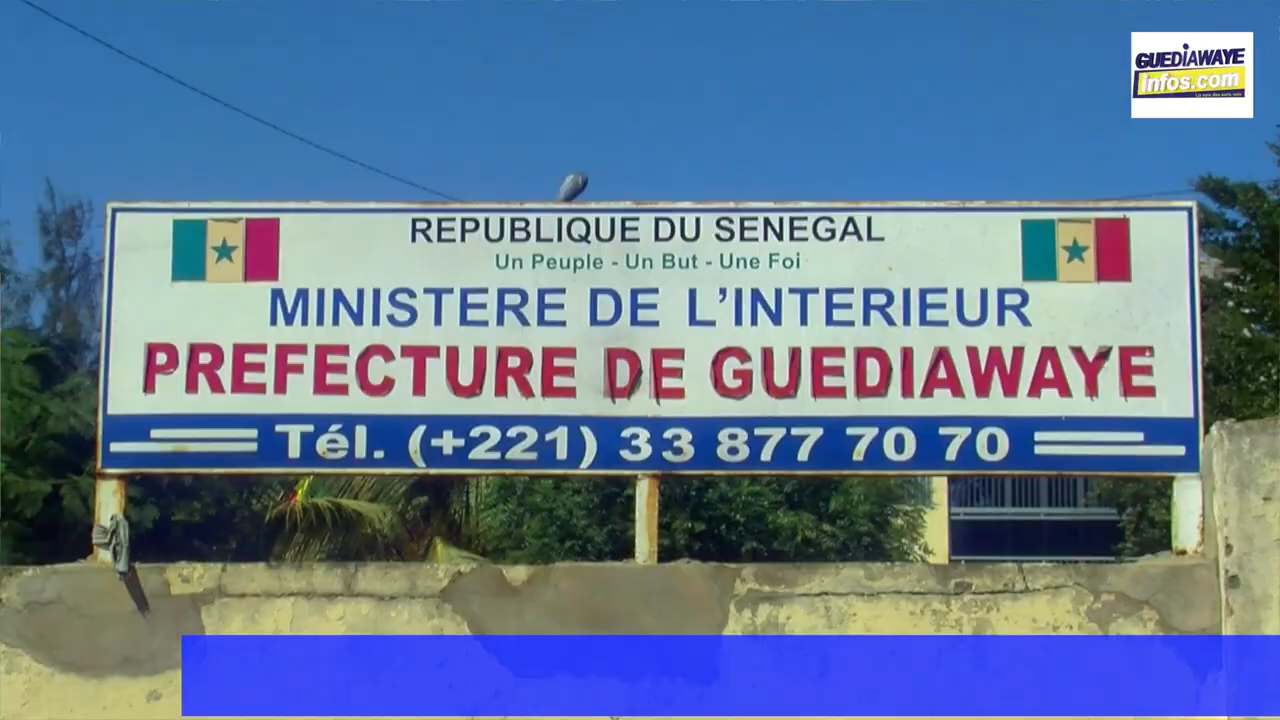 GUEDIAWAYE
infos.com
REPUBLIQUE DU SENEGAL
Un Peuple - Un But - Une Foi
MINISTERE DE L'INTERIEUR
PREFECTURE DE GUEDIAWAYE
Tél. (+221) 33 877 70 70